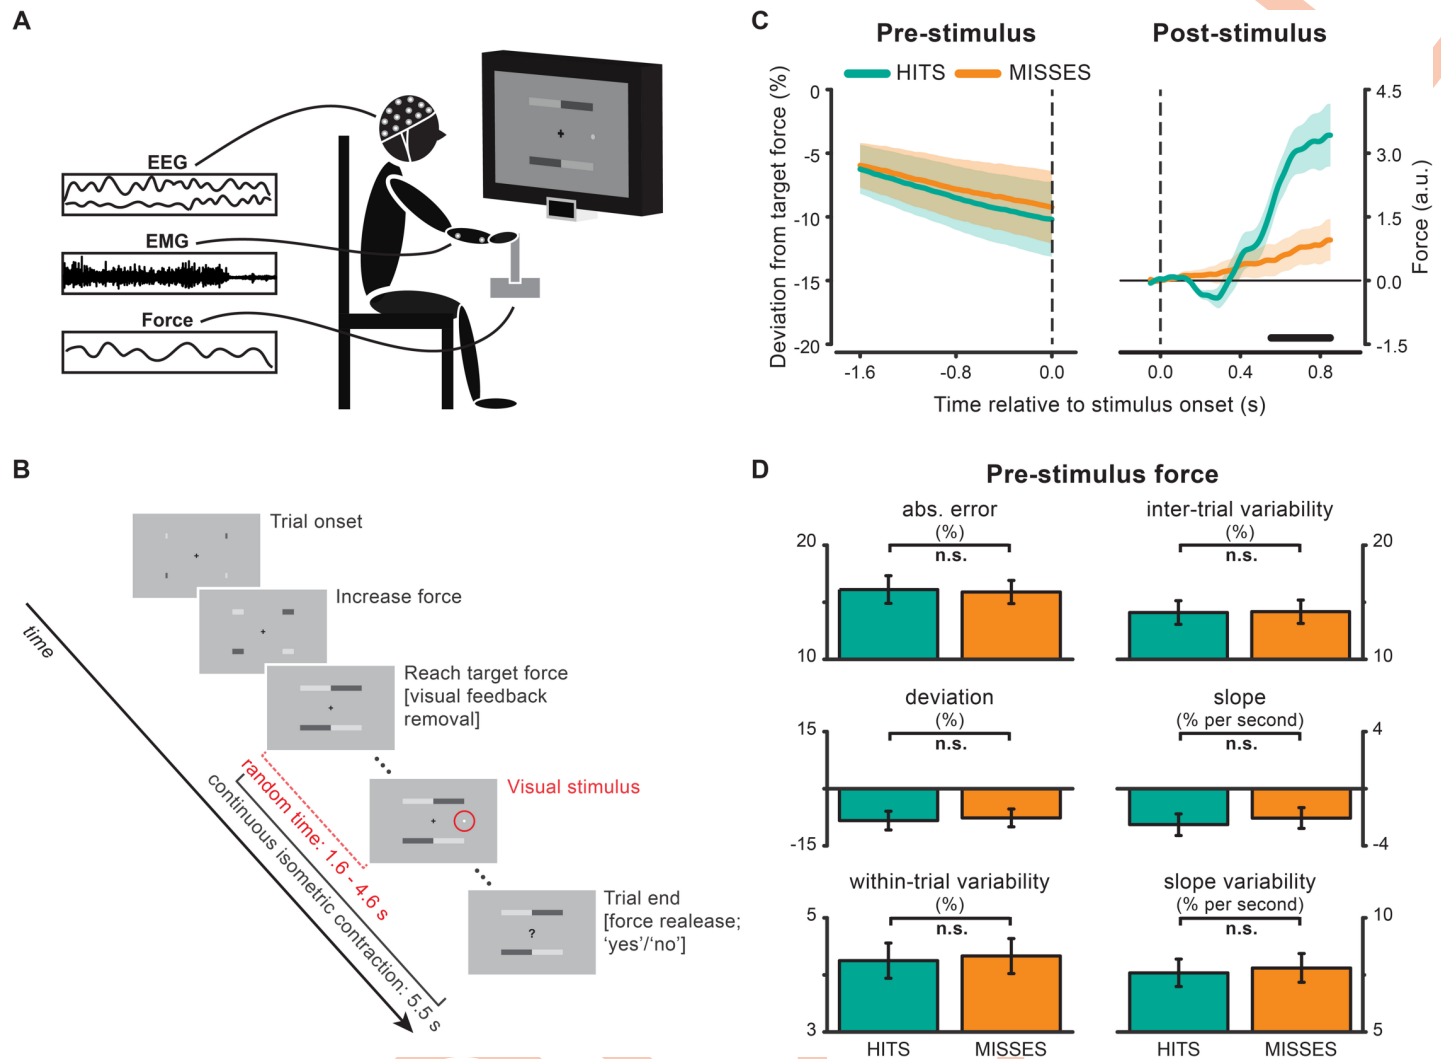 A
EEG
EMG
Force
B
Trial onset
Increase force
Reach target force
[visual feedback
removal]
Visual stimulus
Trial end
[force realease;
‘yes’/‘no’]
?
time
random time: 1.6 - 4.6 s
continuous isometric contraction: 5.5 s
C
Pre-stimulus
Post-stimulus
HITS
MISSES
Deviation from target force (%)
0
-5
-10
-15
-20
-1.6
-0.8
0.0
0.0
0.4
0.8
4.5
3.0
1.5
0.0
-1.5
Force (a.u.)
Time relative to stimulus onset (s)
D
Pre-stimulus force
abs. error
(%)
n.s.
20
10
inter-trial variability
(%)
n.s.
20
10
deviation
(%)
n.s.
15
-15
slope
(% per second)
n.s.
4
-4
within-trial variability
(%)
n.s.
5
3
slope variability
(% per second)
n.s.
10
5
HITS
MISSES
HITS
MISSES